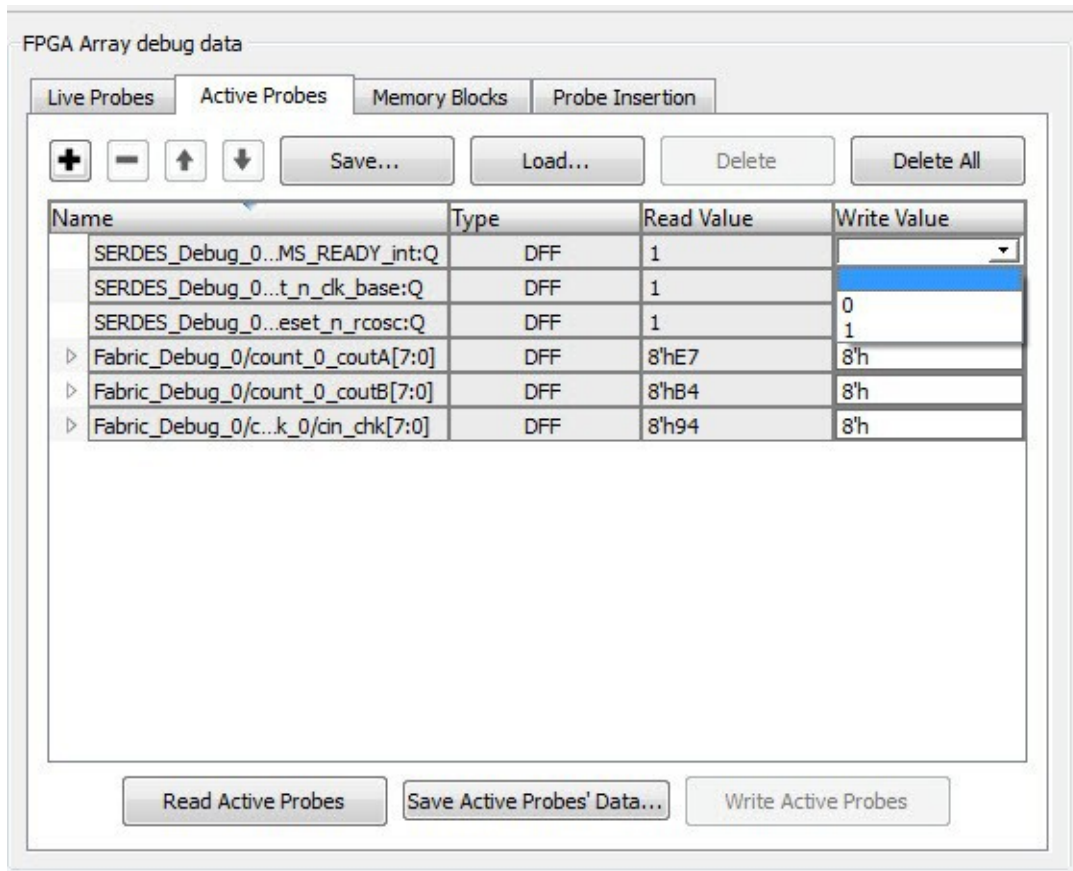 FPGA Array debug data
Live Probes Active Probes Memory Blocks Probe Insertion
Save... Load... Delete Delete All
Name Type Read Value Write Value
SERDES_Debug_0...MS_READY_int:Q DFF 1
SERDES_Debug_0...t_n_clk_base:Q DFF 1
0
SERDES_Debug_0...eset_n_rcosc:Q DFF 1
1
Fabric_Debug_0/count_0_coutA[7:0] DFF 8'hE7 8'h
Fabric_Debug_0/count_0_coutB[7:0] DFF 8'hB4 8'h
Fabric_Debug_0/c...k_0/cin_chk[7:0] DFF 8'h94 8'h
Read Active Probes Save Active Probes' Data... Write Active Probes